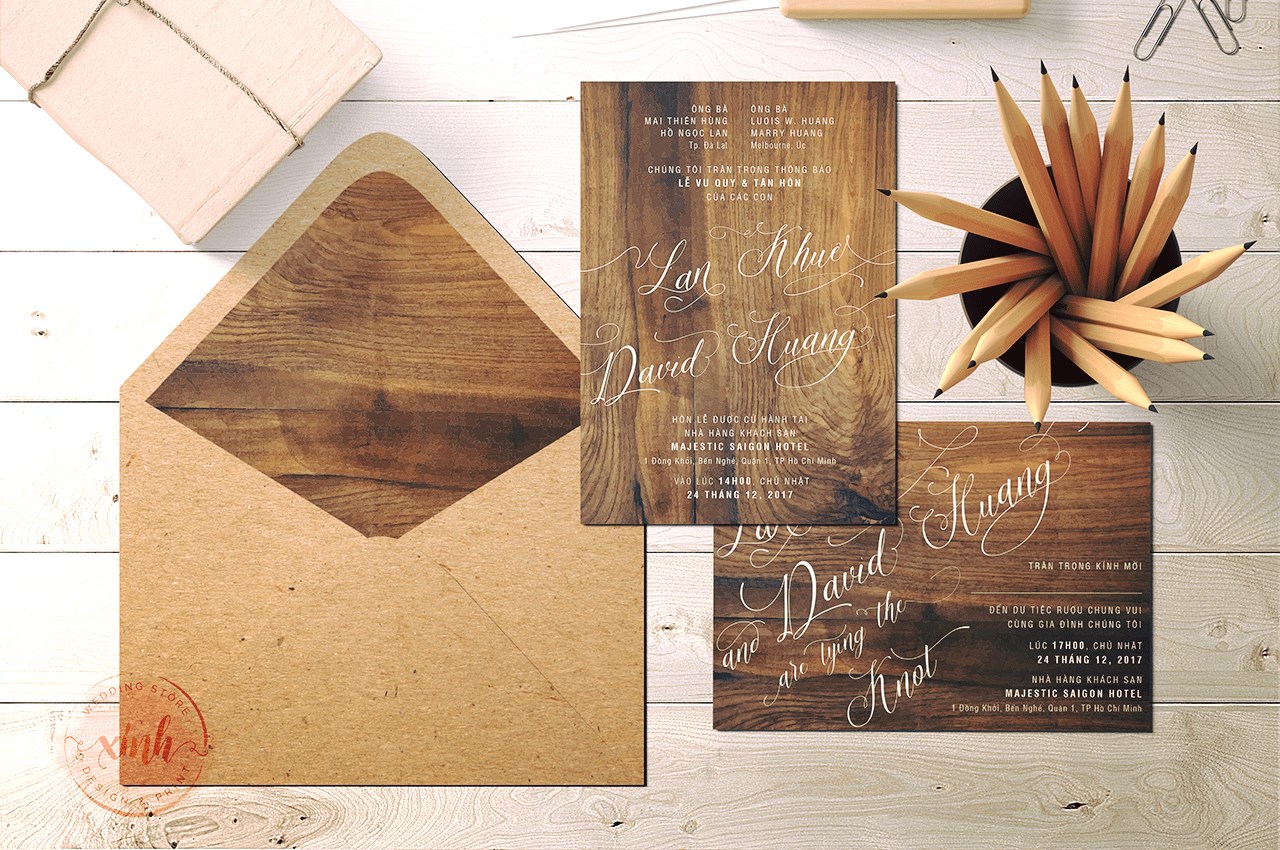 ÔNG BÀ
MAI THIÊN HÙNG
HỒ NGỌC LAN
Tp. Đà Lạt
ÔNG BÀ
LUOIS W. HUANG
MARRY HUANG
Melbourne, Úc
CHÚNG TÔI TRÂN TRỌNG THÔNG BÁO
LỄ VU QUY & TÂN HÔN
CỦA CÁC CON
Lan Khuê
David Huang
HÔN LỄ ĐƯỢC CỬ HÀNH TẠI
NHÀ HÀNG KHÁCH SẠN
MAJESTIC SAIGON HOTEL
1 Đồng Khởi, Bến Nghé, Quận 1, TP Hồ Chí Minh
VÀO LÚC 14H00, CHỦ NHẬT
24 THÁNG 12, 2017
David Huang
and are tying the
Knot
TRÂN TRỌNG KÍNH MỜI
ĐẾN DỰ TIỆC RƯỢU CHUNG VUI
CÙNG GIA ĐÌNH CHÚNG TÔI
LÚC 17H00, CHỦ NHẬT
24 THÁNG 12, 2017
NHÀ HÀNG KHÁCH SẠN
MAJESTIC SAIGON HOTEL
1 Đồng Khởi, Bến Nghé, Quận 1, TP Hồ Chí Minh
WEDDING STORE
xinh
DESIGN & PRINT